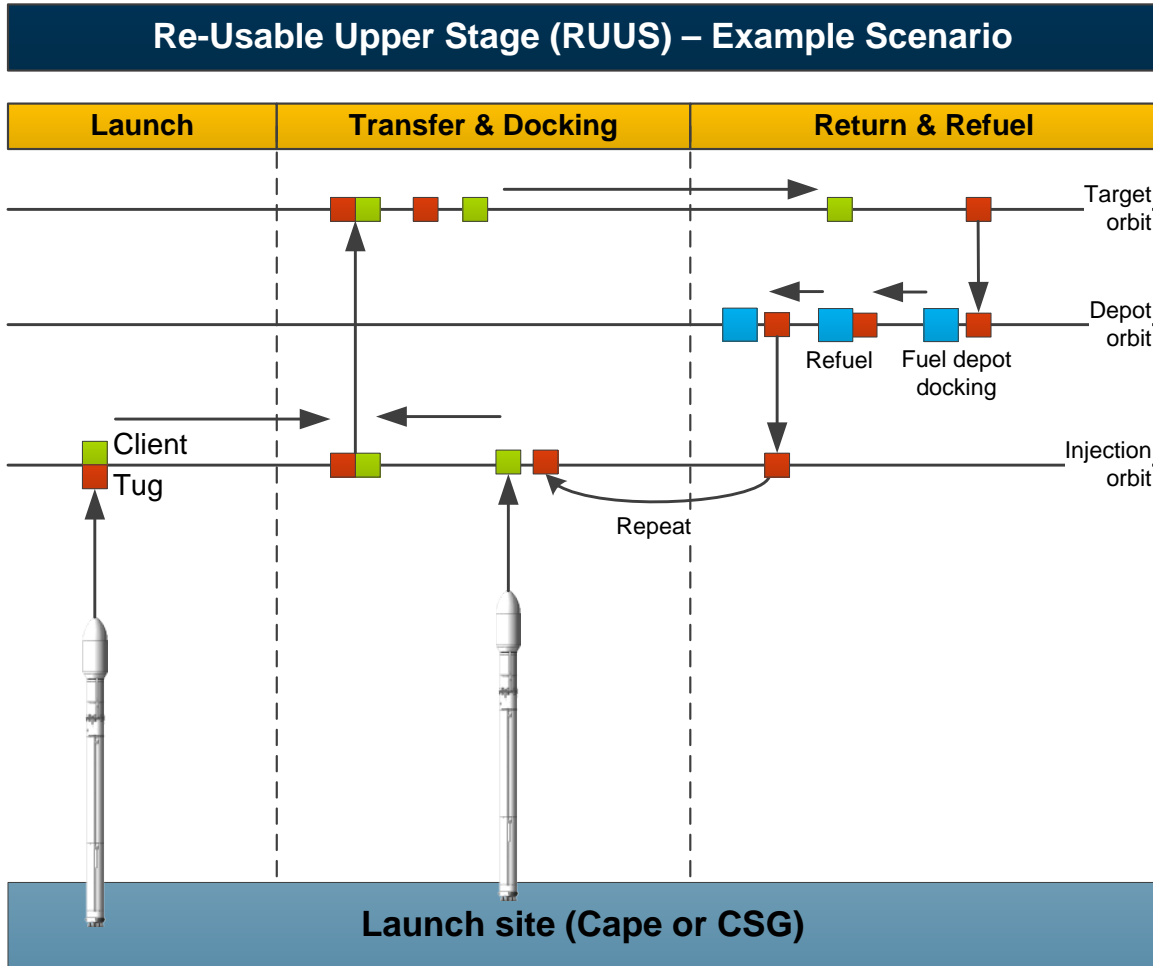 Re-Usable Upper Stage (RUUS) – Example Scenario
Launch
Transfer & Docking
Return & Refuel
Target
orbit
Depot
orbit
Refuel
Fuel depot
docking
Client
Tug
Injection
orbit
Repeat
Launch site (Cape or CSG)